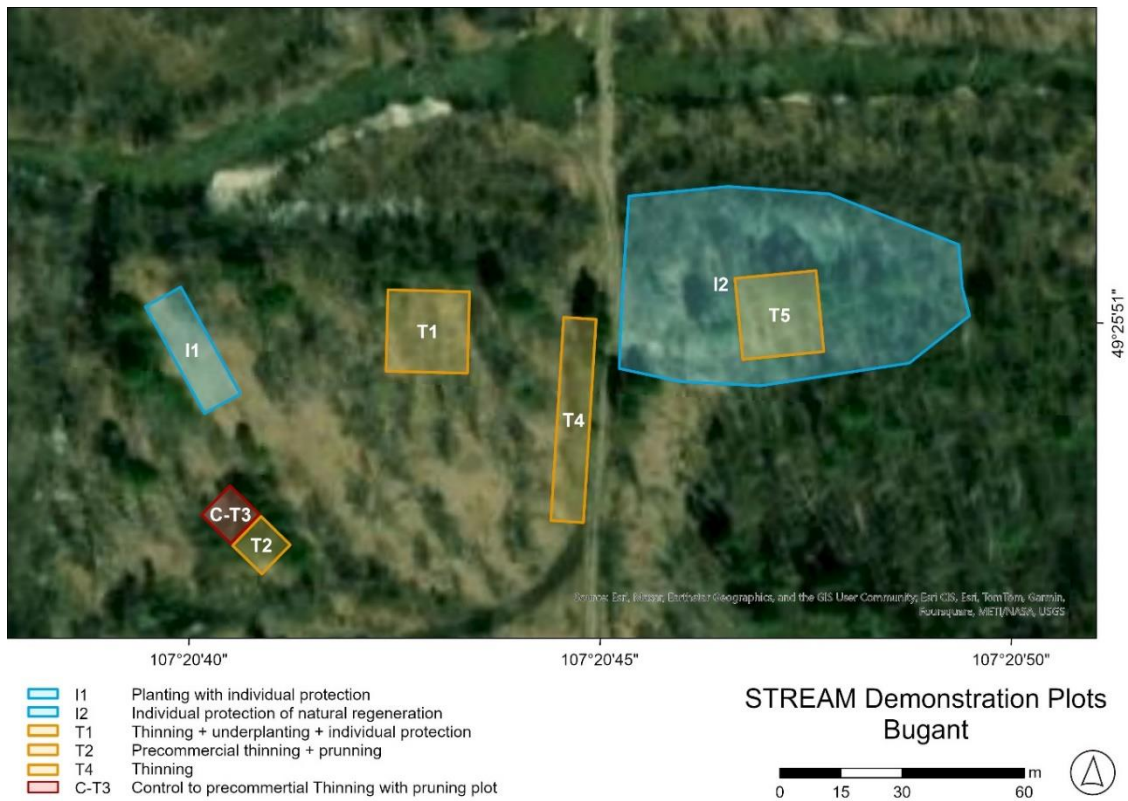 I1
I2
T1
T5
T4
C-T3
T2
Source: Esri, Maxar, Earthstar Geographics, and the GIS User Community; Esri CIS, Esri, TomTom, Garmin,
Foursquare, METI/NASA, USGS
49°25'51"
107°20'40"
107°20'45"
107°20'50"
I1 Planting with individual protection
I2 Individual protection of natural regeneration
T1 Thinning + underplanting + individual protection
T2 Precommercial thinning + prunning
T4 Thinning
C-T3 Control to precommertial Thinning with pruning plot
STREAM Demonstration Plots
Bugant
m
0 15 30 60